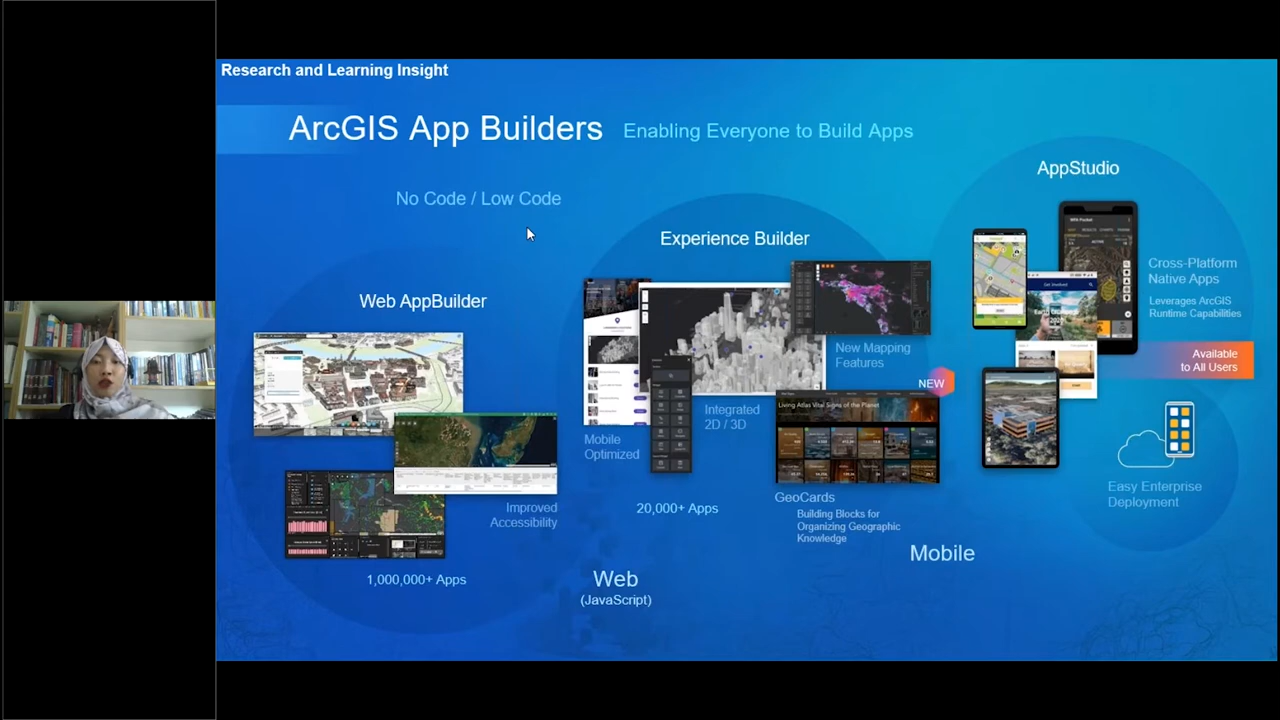 Research and Learning Insight
ArcGIS App Builders
Enabling Everyone to Build Apps
No Code / Low Code
Web AppBuilder
Improved
Accessibility
1,000,000+ Apps
Experience Builder
Mobile
Optimized
Integrated
2D / 3D
New Mapping
Features
NEW
Living Atlas Vital Signs of the Planet
20,000+ Apps
GeoCards
Building Blocks for
Organizing Geographic
Knowledge
Web
(JavaScript)
Mobile
AppStudio
Get Involved
Cross-Platform
Native Apps
Leverages ArcGIS
Runtime Capabilities
Available
to All Users
Easy Enterprise
Deployment